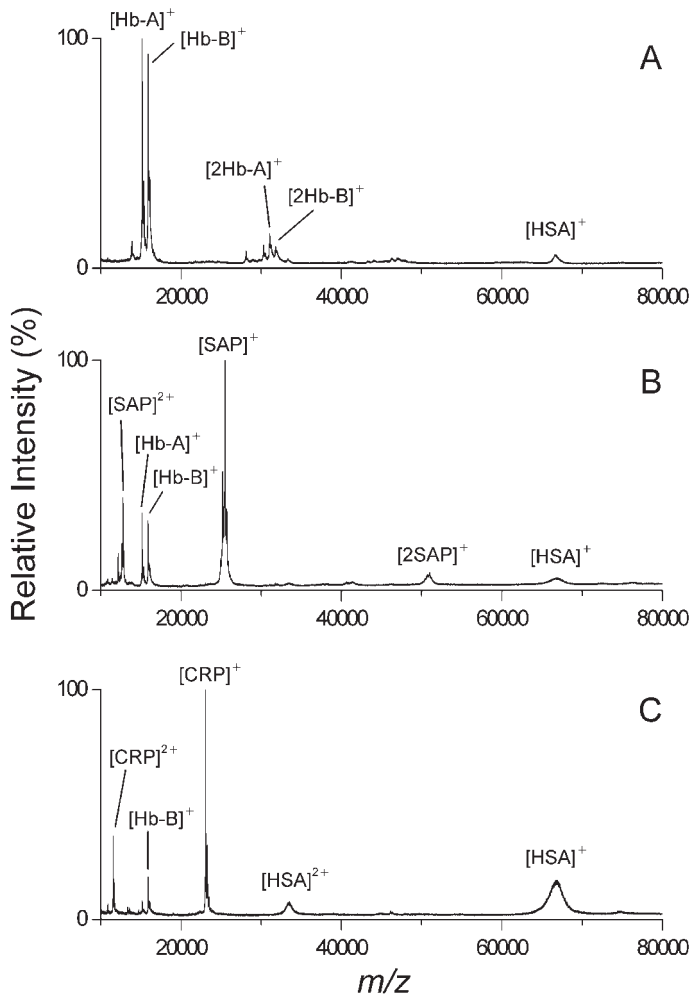 [Hb-A]+
100
[Hb-B]+
A
[2Hb-A]+
[2Hb-B]+
[HSA]+
0
20000 40000 60000 80000
[SAP]+
100
B
[SAP]2+
[Hb-A]+
[Hb-B]+
[2SAP]+
[HSA]+
0
20000 40000 60000 80000
Relative Intensity (%)
[CRP]+
100
C
[CRP]2+
[Hb-B]+
[HSA]2+
[HSA]+
0
20000 40000 60000 80000
m/z